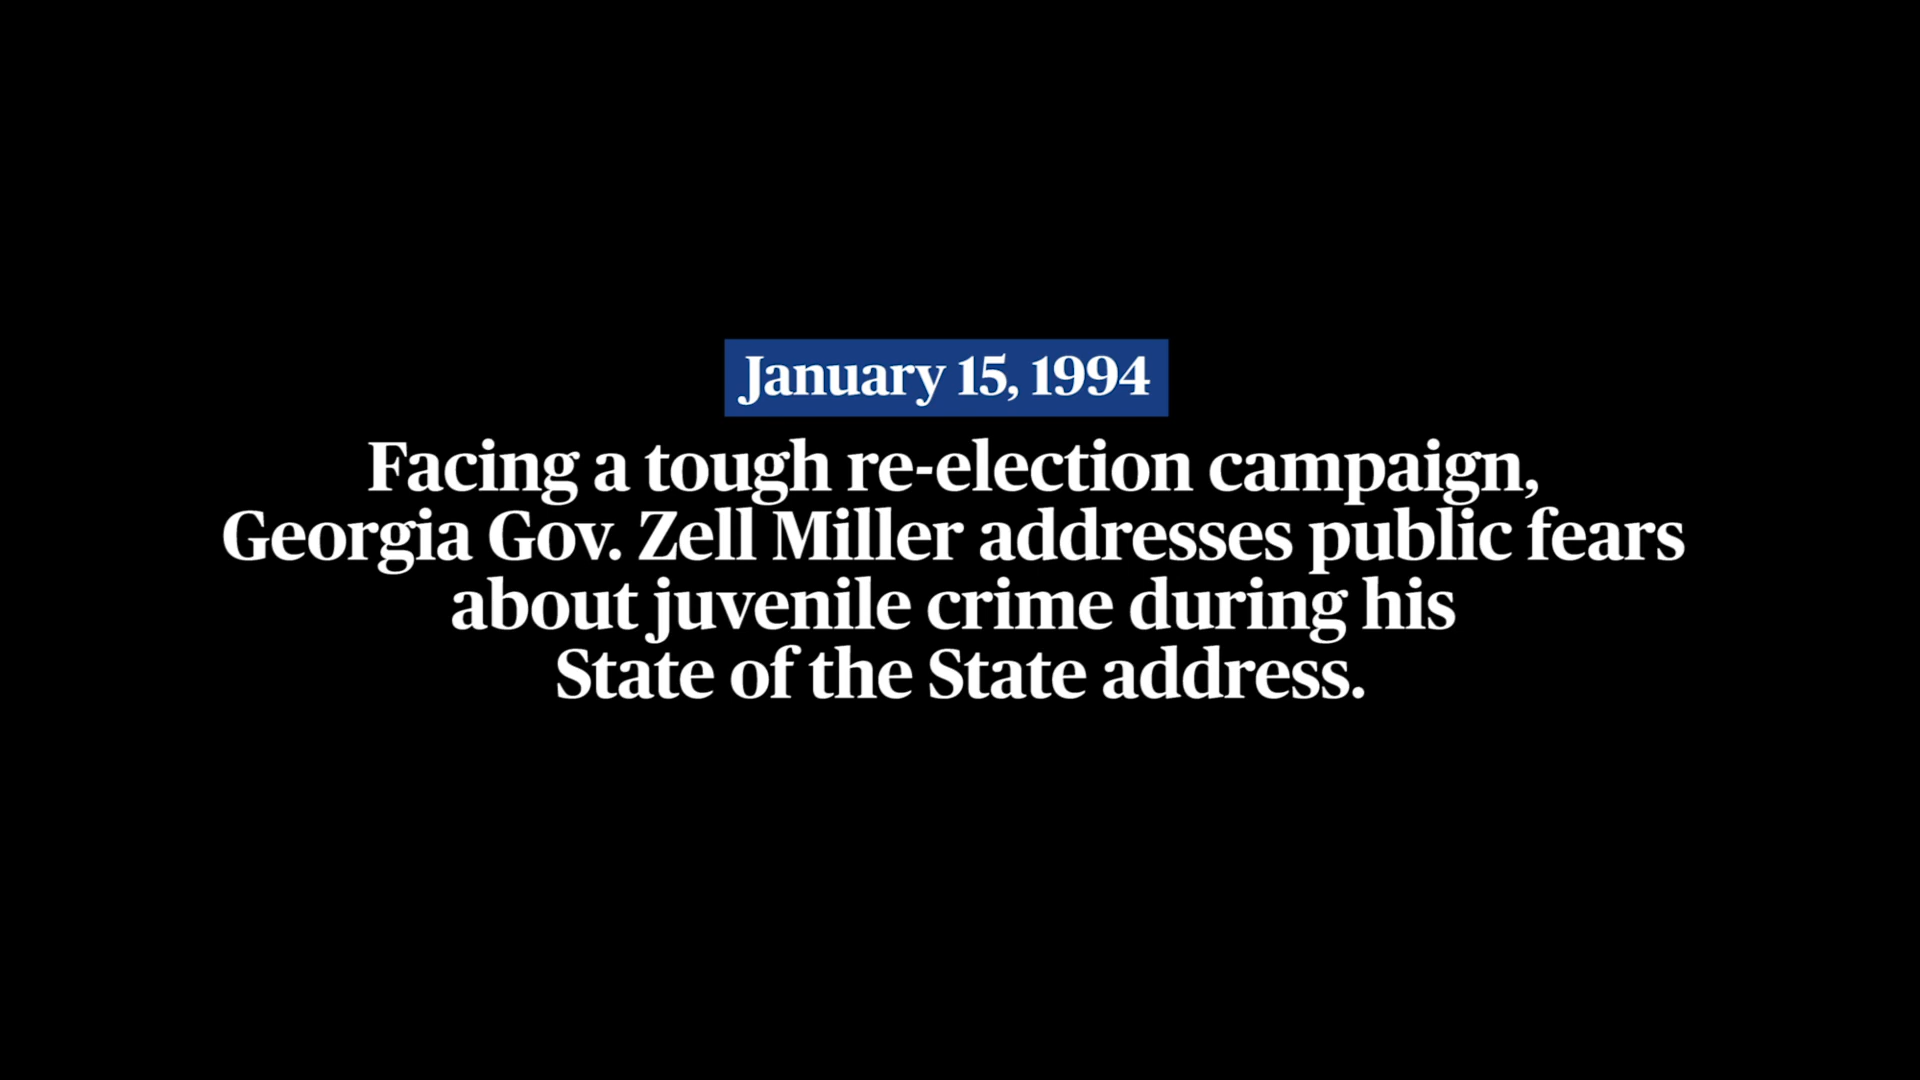 January 15, 1994
Facing a tough re-election campaign,
Georgia Gov. Zell Miller addresses public fears
about juvenile crime during his
State of the State address.